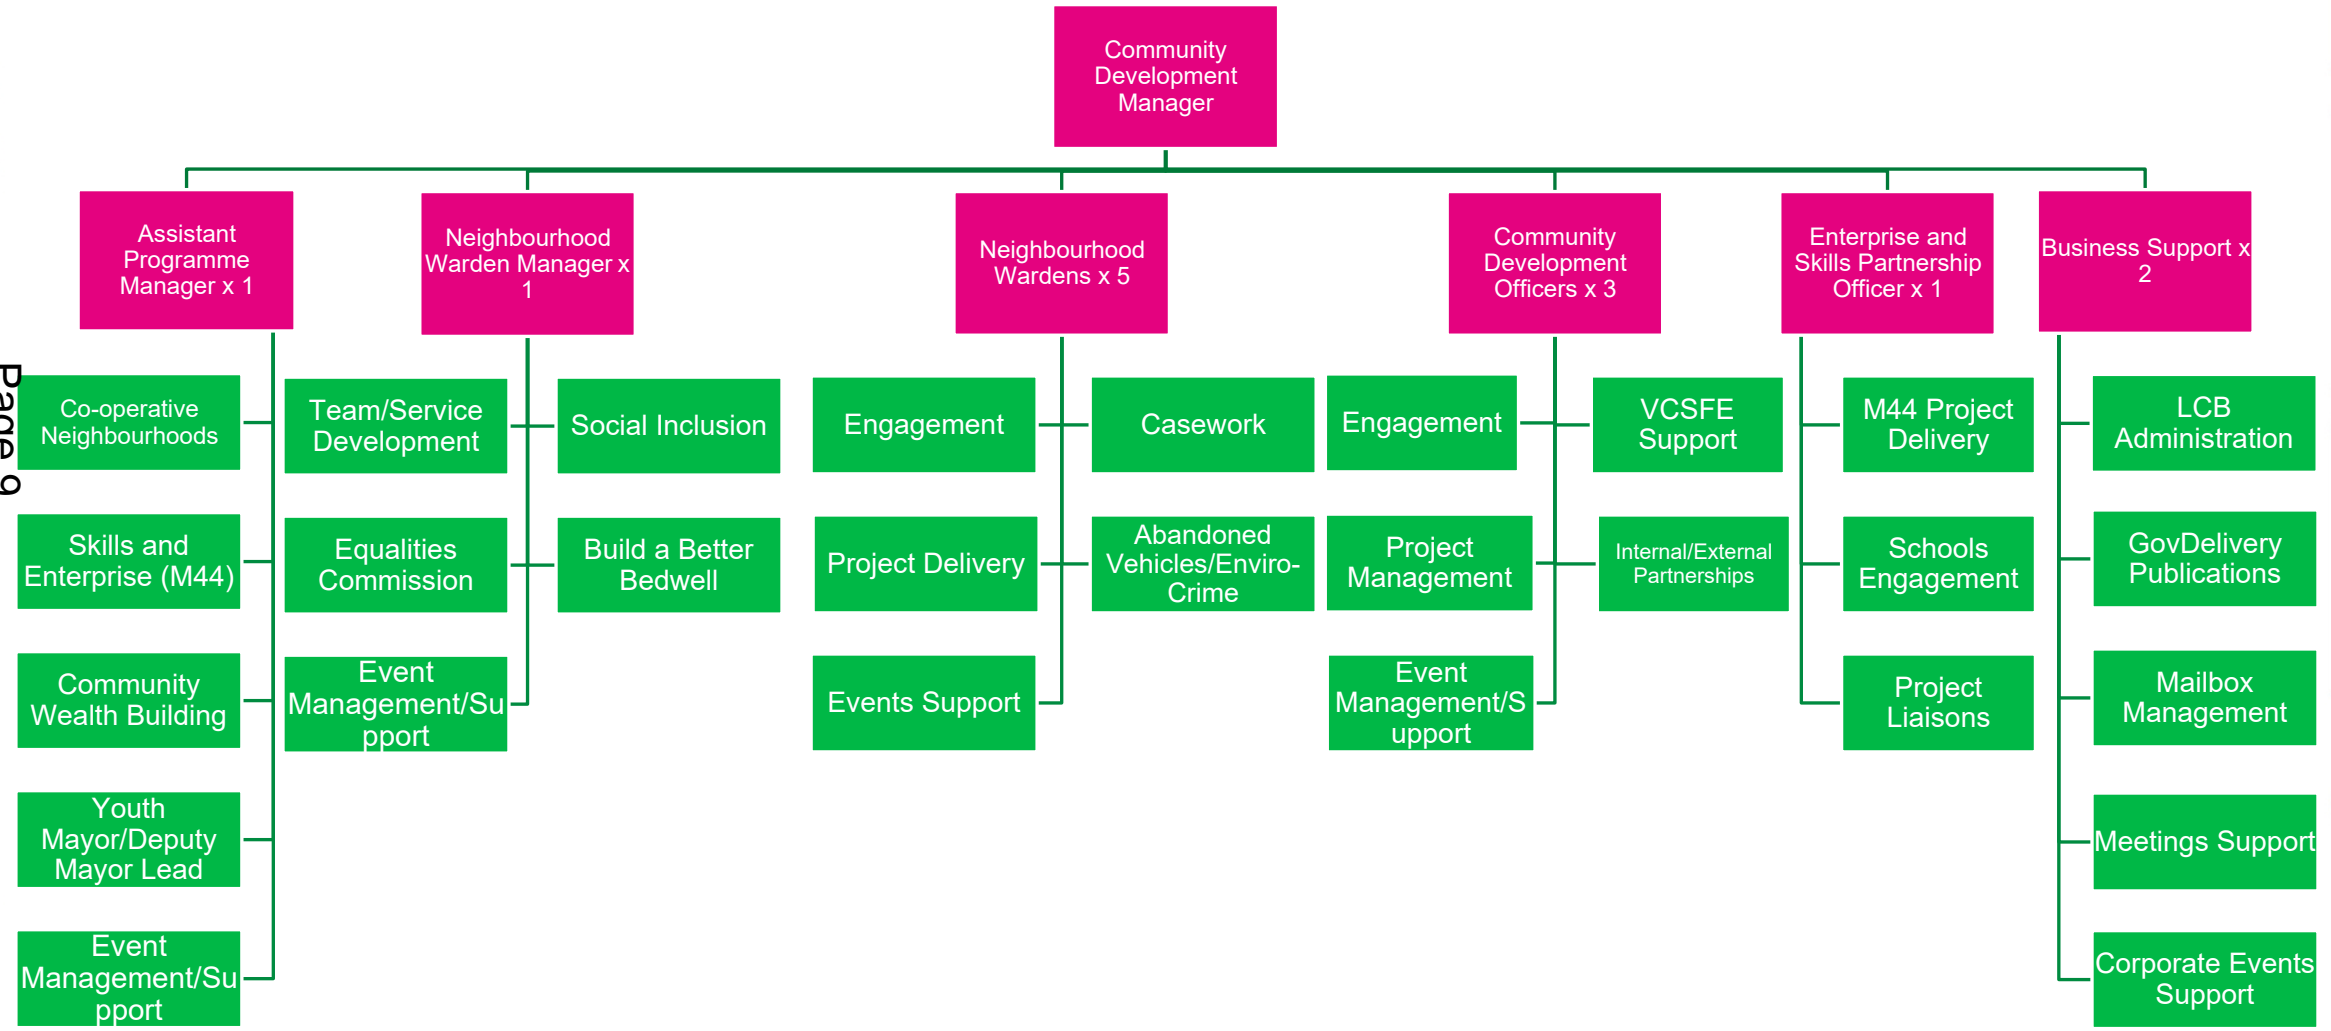 Community
Development
Manager
Assistant
Programme
Manager x 1
Neighbourhood
Warden Manager x
1
Neighbourhood
Wardens x 5
Community
Development
Officers x 3
Enterprise and
Skills Partnership
Officer x 1
Business Support x
2
Page 9
Co-operative
Neighbourhoods
Skills and
Enterprise (M44)
Community
Wealth Building
Youth
Mayor/Deputy
Mayor Lead
Event
Management/Su
pport
Team/Service
Development
Social Inclusion
Equalities
Commission
Build a Better
Bedwell
Event
Management/Su
pport
Engagement
Casework
Project Delivery
Abandoned
Vehicles/Enviro-
Crime
Events Support
Engagement
VCSFE
Support
Project
Management
Internal/External
Partnerships
Event
Management/S
upport
M44 Project
Delivery
Schools
Engagement
Project
Liaisons
LCB
Administration
GovDelivery
Publications
Mailbox
Management
Meetings Support
Corporate Events
Support